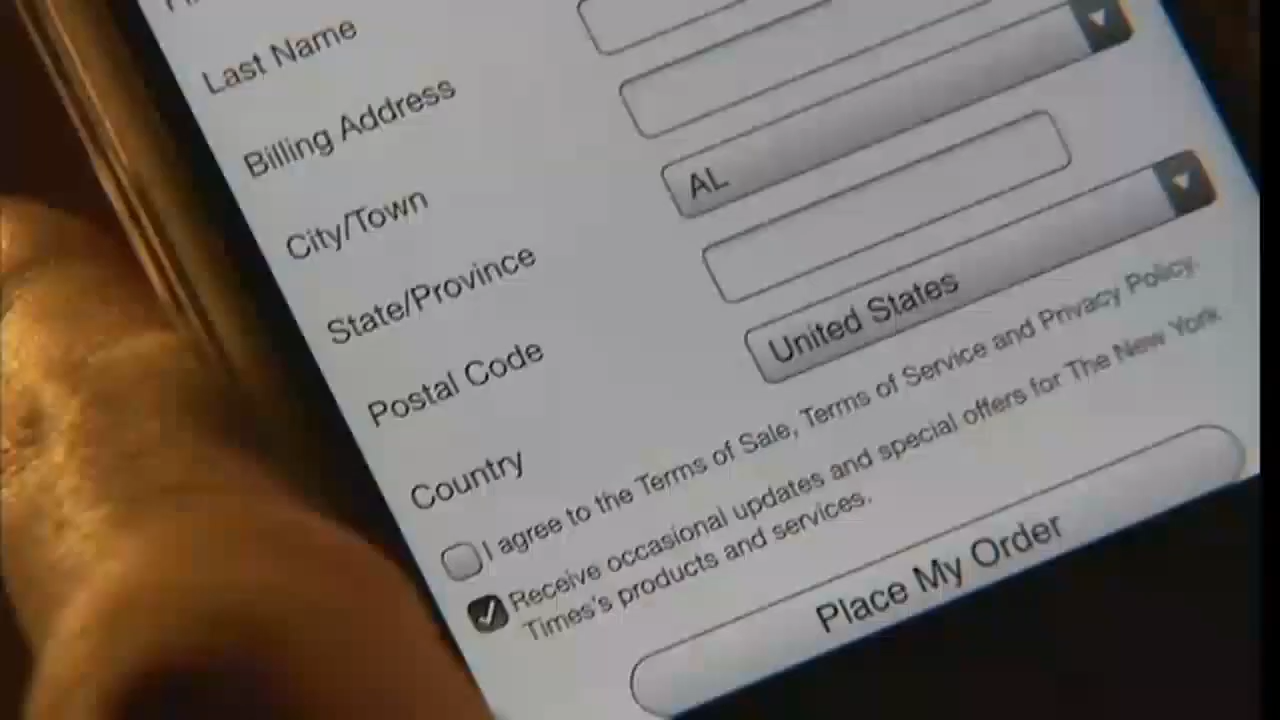 Last Name
Billing Address
City/Town
State/Province
AL
Postal Code
Country
United States
I agree to the Terms of Sale, Terms of Service and Privacy Policy.
Receive occasional updates and special offers for The New York
Times's products and services.
Place My Order